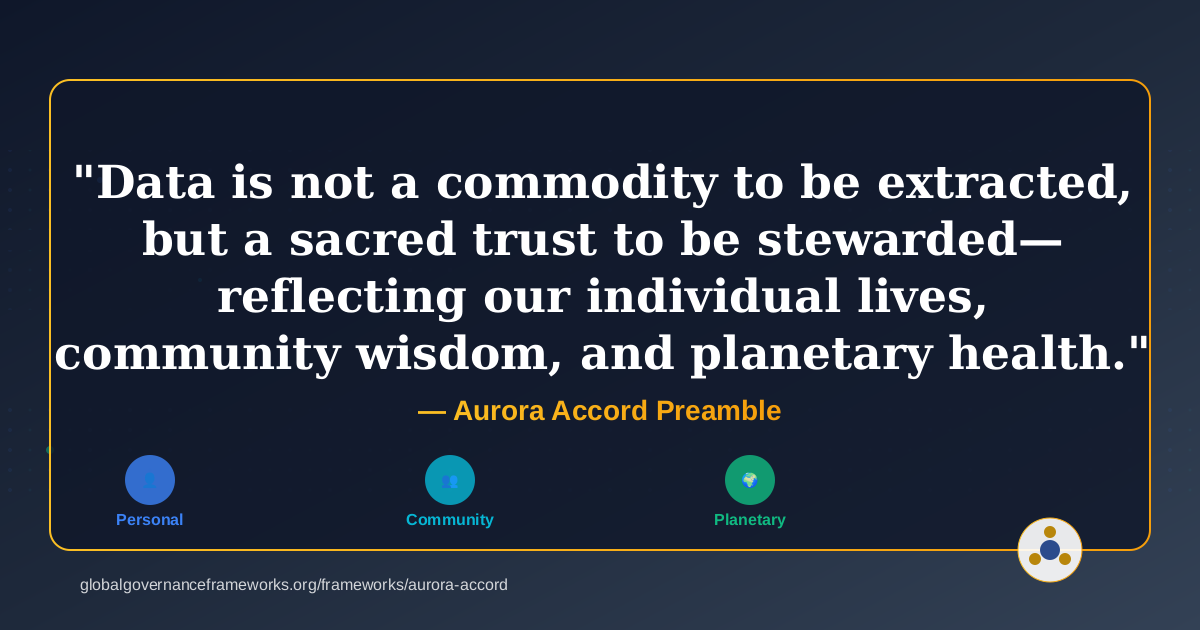 "Data is not a commodity to be extracted,
but a sacred trust to be stewarded—
reflecting our individual lives,
community wisdom, and planetary health."
— Aurora Accord Preamble
Personal
Community
Planetary
globalgovernanceframeworks.org/frameworks/aurora-accord